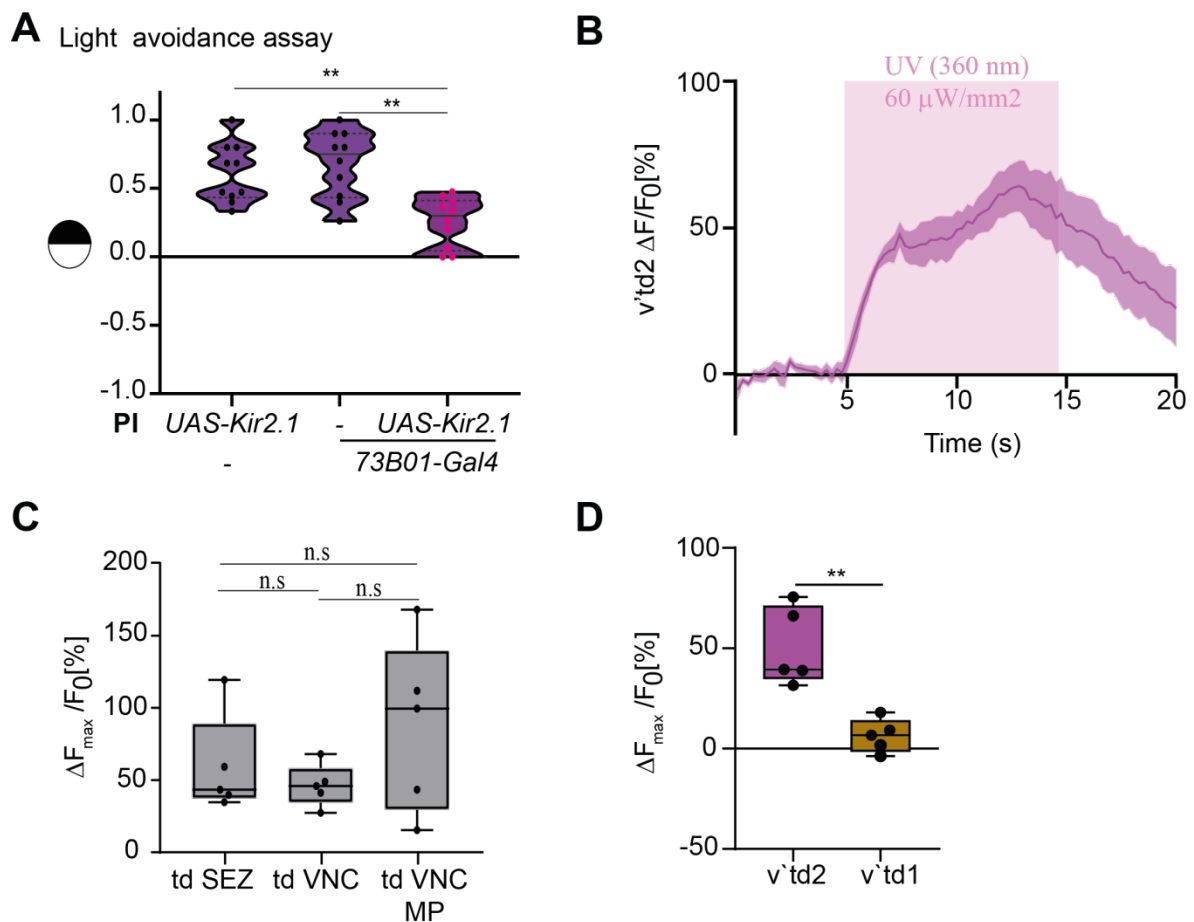 A Light avoidance assay
**
**
1.0
0.5
0.0
-0.5
-1.0
PI UAS-Kir2.1 - UAS-Kir2.1
- 73B01-Gal4
B
UV (360 nm)
60 μW/mm2
v'td2 ΔF/F0[%]
100
50
0
5 10 15 20
Time (s)
C
n.s
n.s n.s
ΔFmax /F0[%]
200
150
100
50
0
td SEZ td VNC td VNC
MP
D
**
ΔFmax /F0[%]
100
50
0
-50
v`td2 v`td1